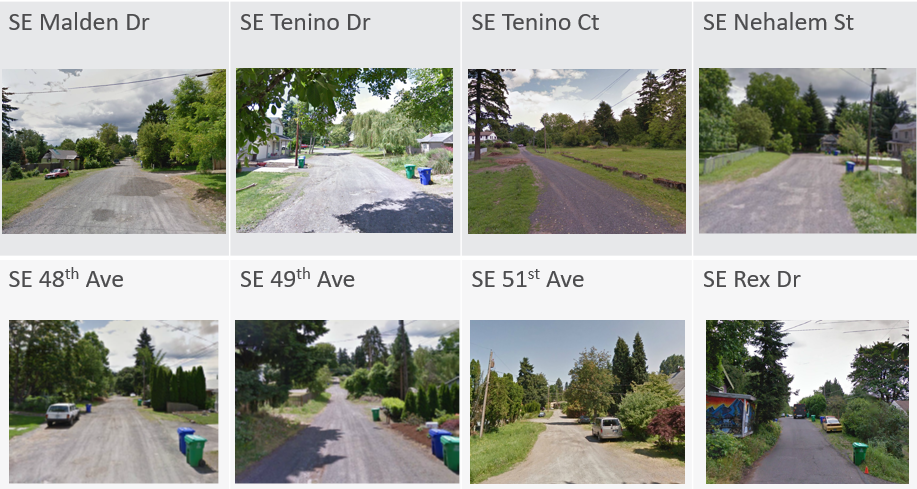 SE Malden Dr
SE Tenino Dr
SE Tenino Ct
SE Nehalem St
SE 48th Ave
SE 49th Ave
SE 51st Ave
SE Rex Dr